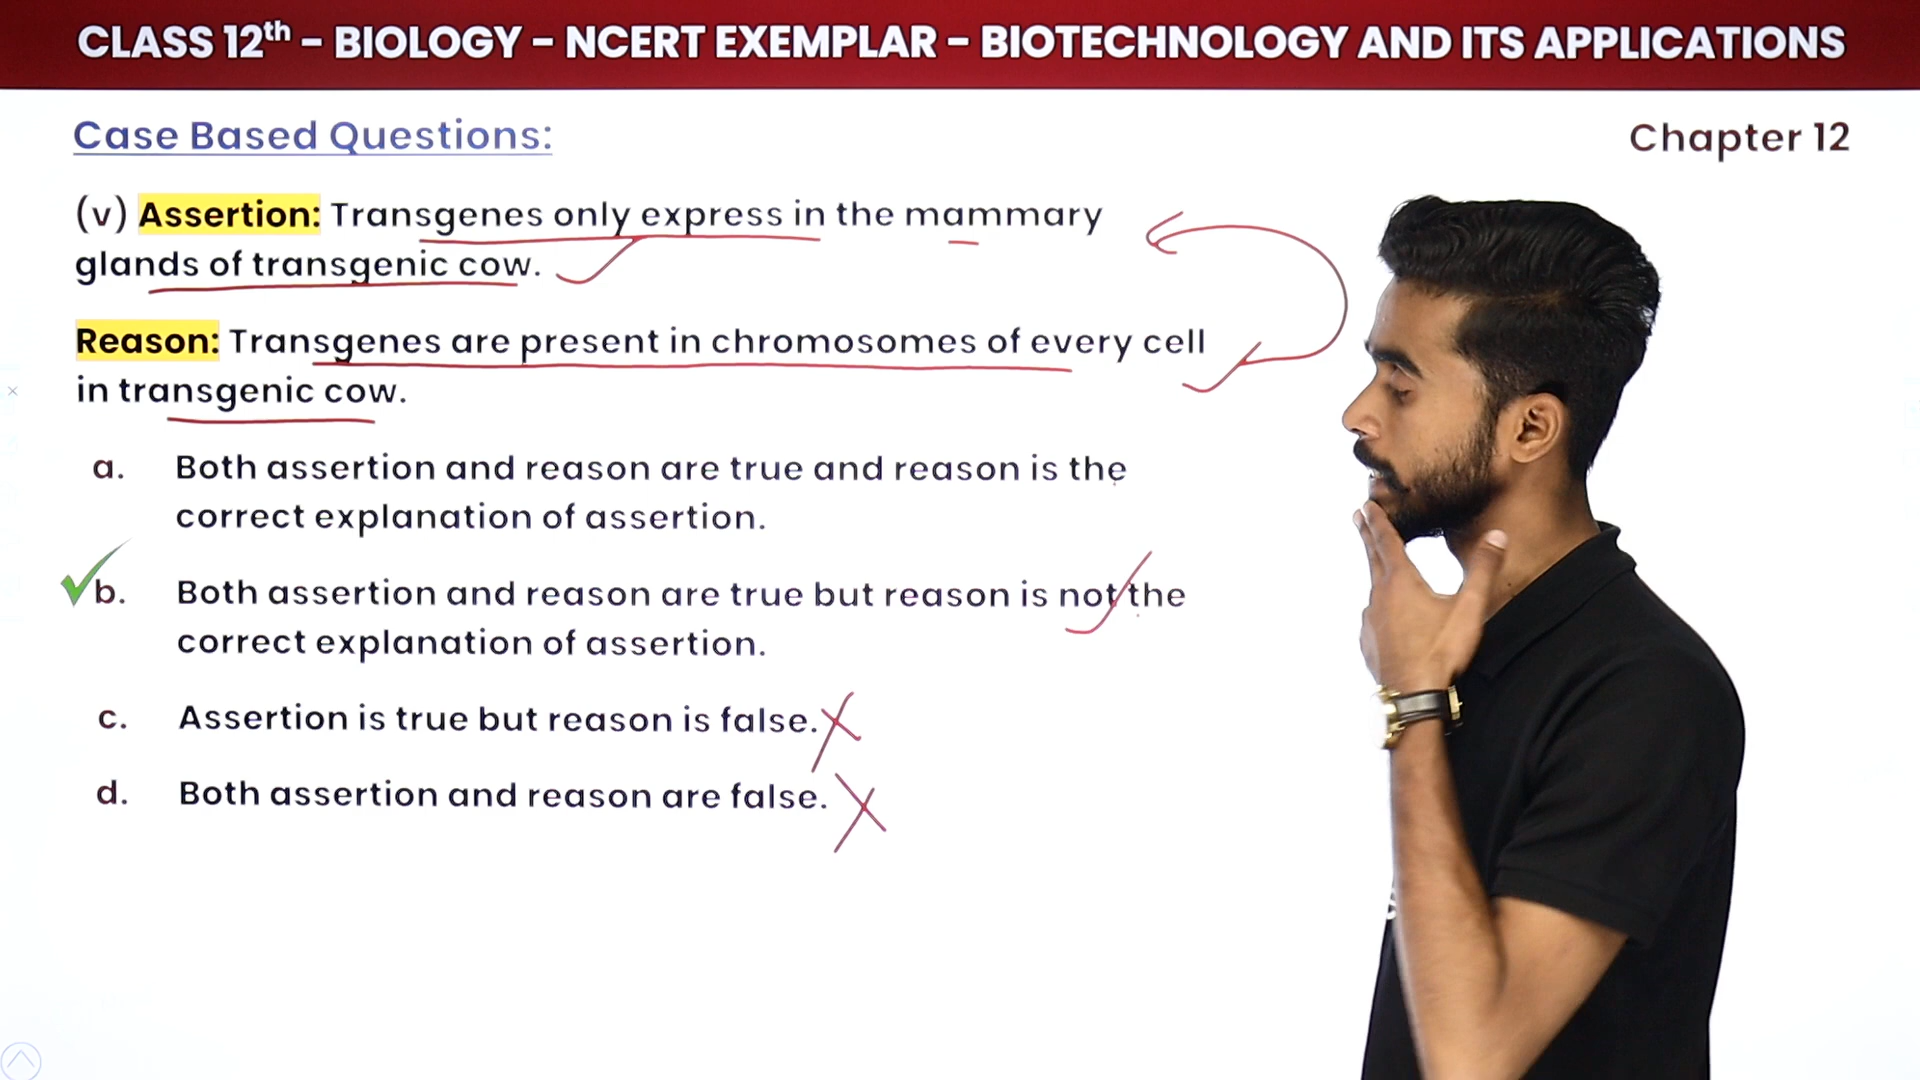 CLASS 12th – BIOLOGY – NCERT EXEMPLAR – BIOTECHNOLOGY AND ITS APPLICATIONS
Case Based Questions:
Chapter 12
(v) Assertion: Transgenes only express in the mammary
glands of transgenic cow.
Reason: Transgenes are present in chromosomes of every cell
in transgenic cow.
a. Both assertion and reason are true and reason is the
correct explanation of assertion.
b. Both assertion and reason are true but reason is not the
correct explanation of assertion.
c. Assertion is true but reason is false.
d. Both assertion and reason are false.